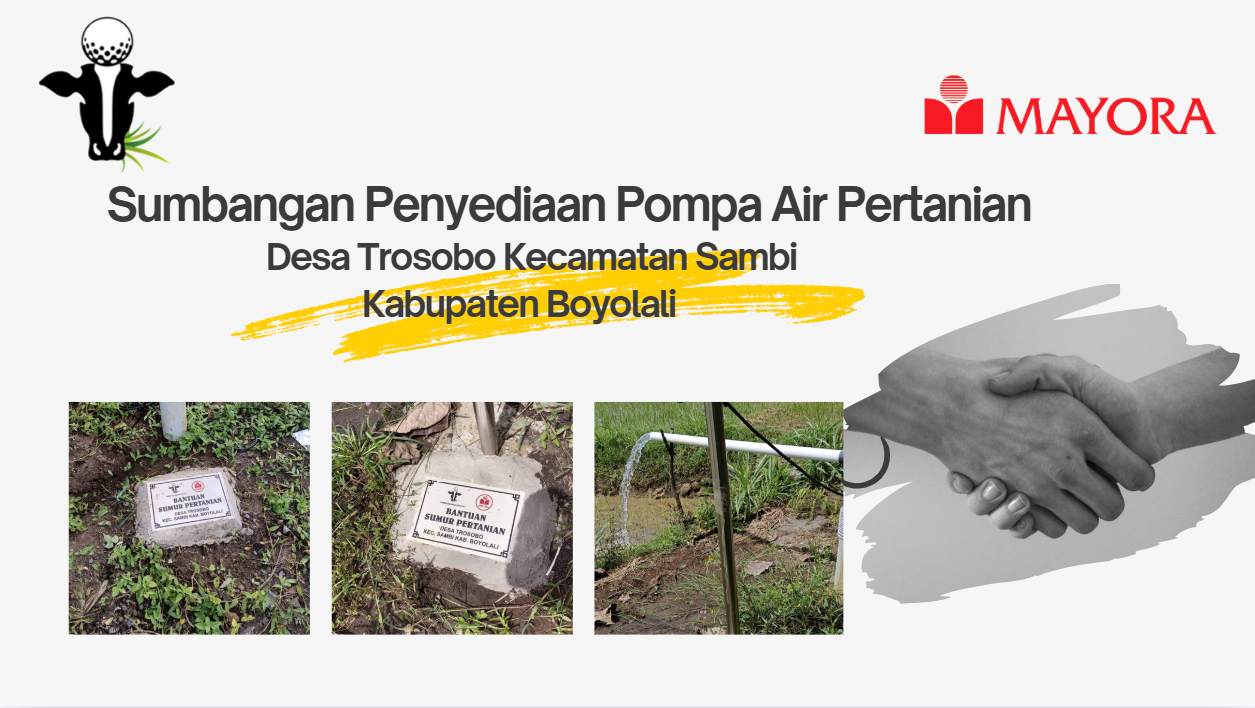 MAYORA
Sumbangan Penyediaan Pompa Air Pertanian
Desa Trosobo Kecamatan Sambi
Kabupaten Boyolali
BANTUAN
SUMUR PERTANIAN
DESA TROSOBO
KEC. SAMBI KAB. BOYOLALI
BANTUAN
SUMUR PERTANIAN
DESA TROSOBO
KEC. SAMBI KAB. BOYOLALI